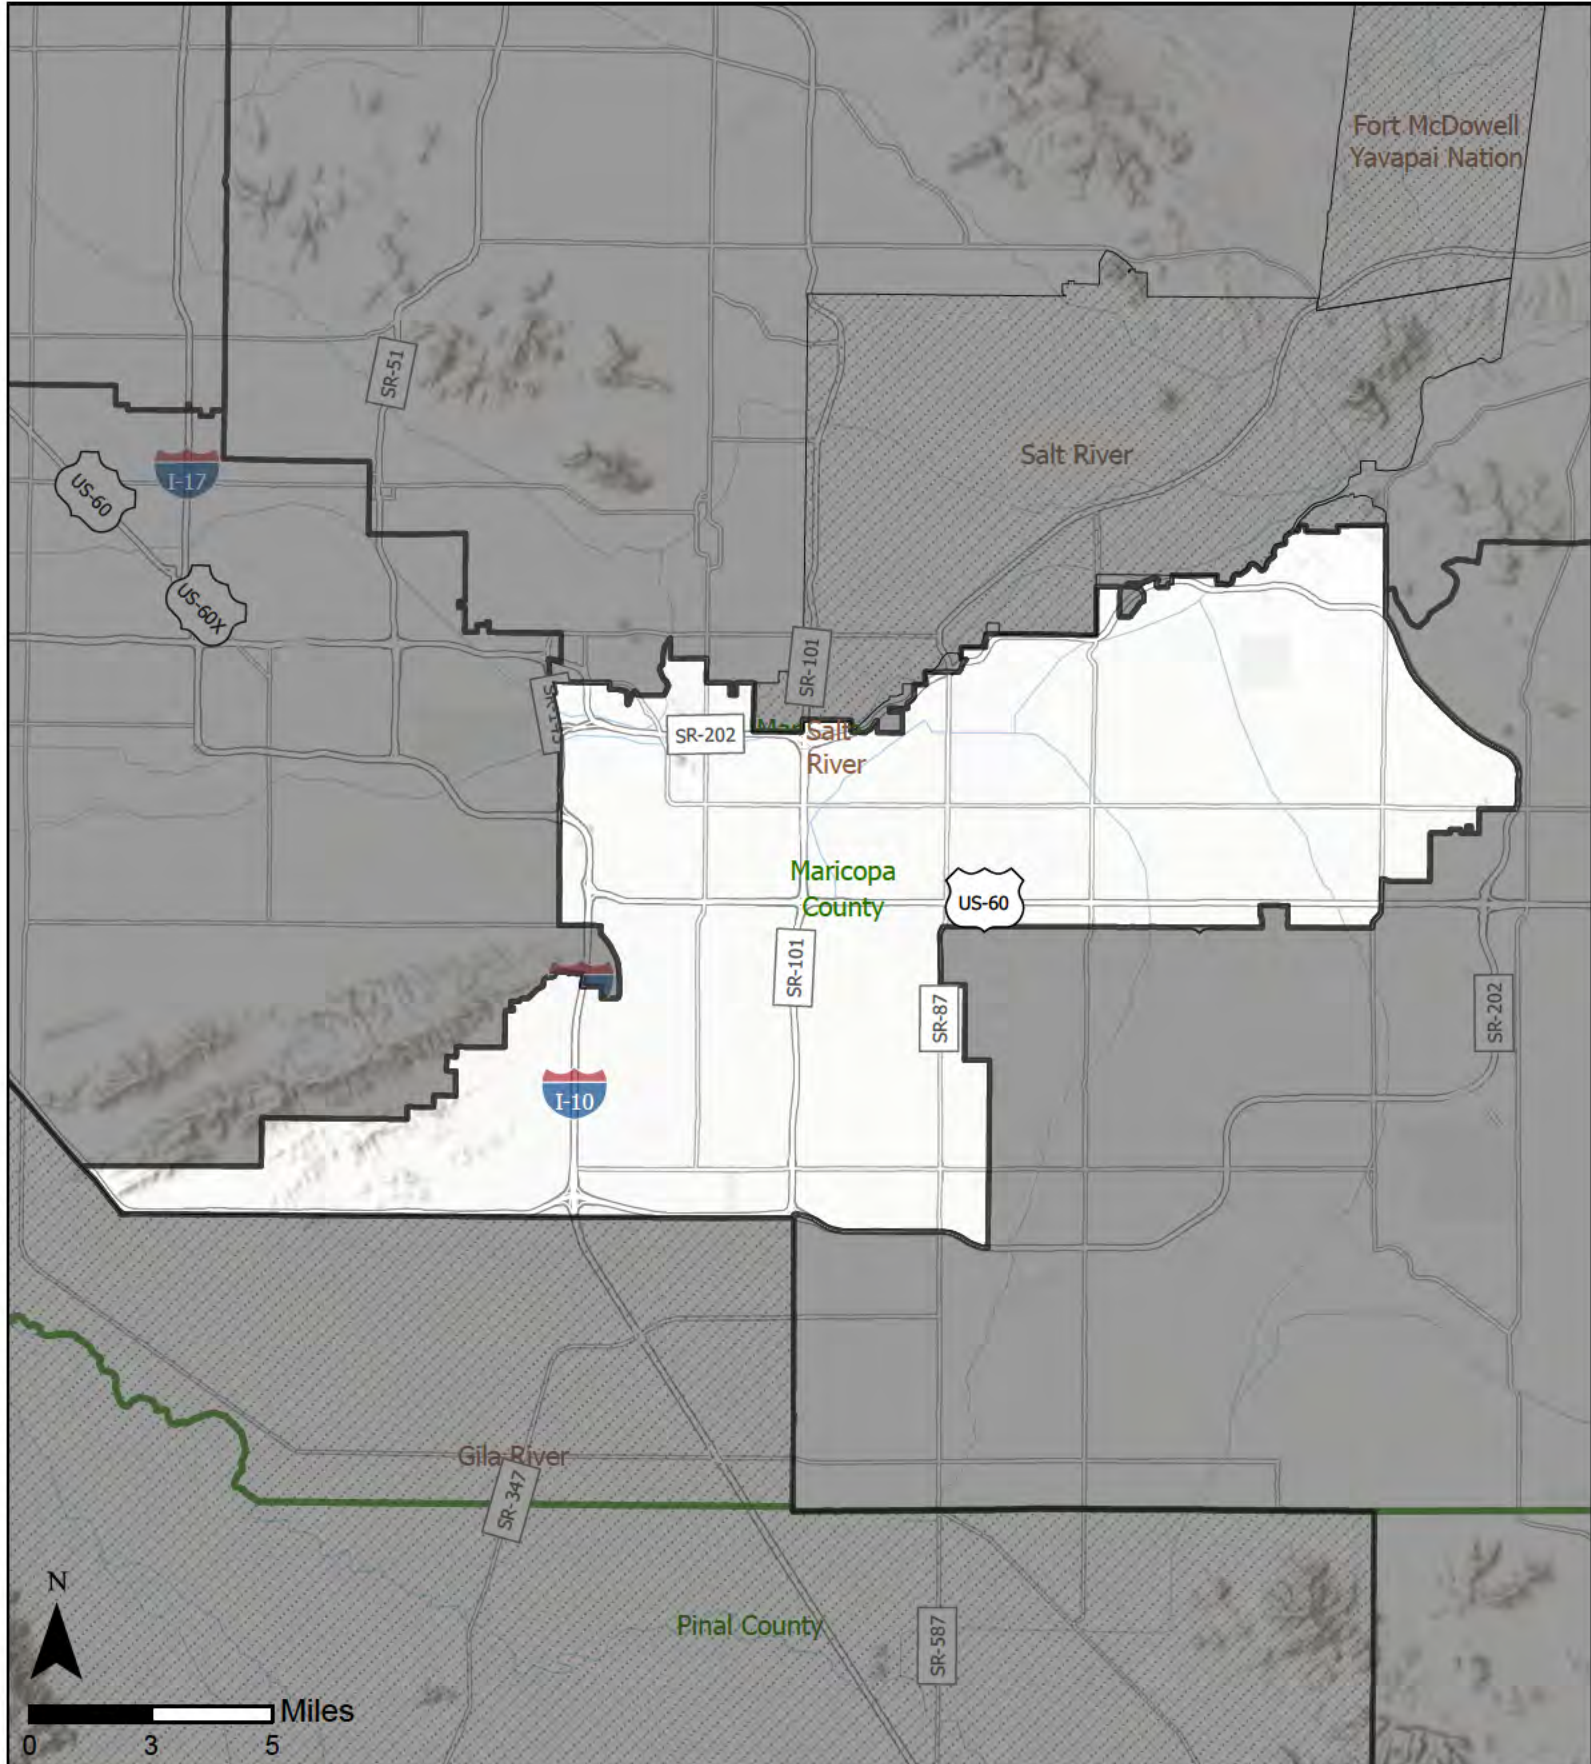 Fort McDowell
Yavapai Nation
SR-51
Salt River
I-17
US-60
US-60X
SR-101
SR-202
Salt
River
Maricopa
County
US-60
SR-101
SR-87
SR-202
I-10
Gila River
SR-347
N
Pinal County
SR-587
Miles
0 3 5